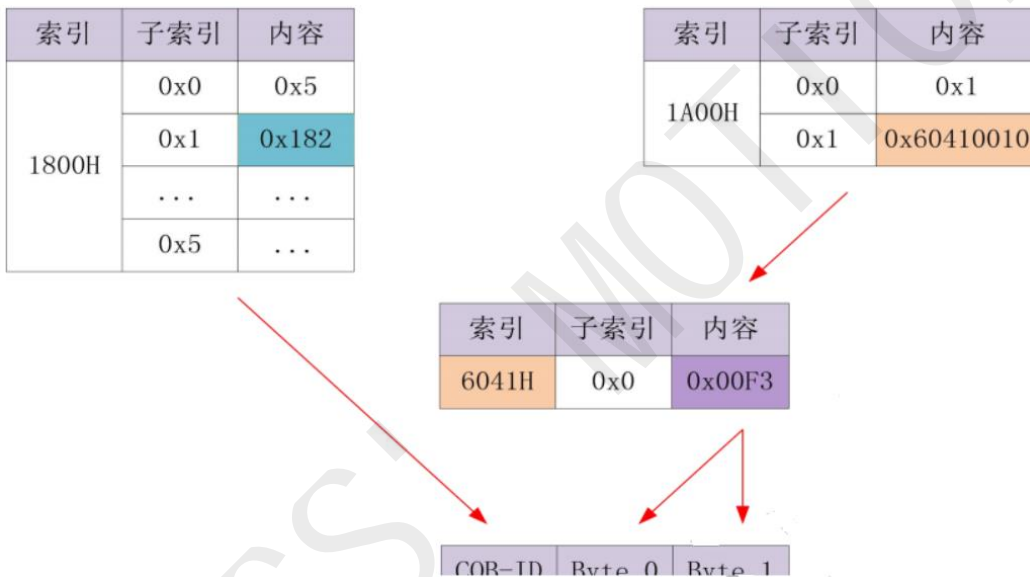 索引 子索引 内容
1800H 0x0 0x5
0x1 0x182
... ...
0x5 ...
索引 子索引 内容
1A00H 0x0 0x1
0x1 0x60410010
索引 子索引 内容
6041H 0x0 0x00F3
COB-ID Byte 0 Byte 1
MOTIO
S'